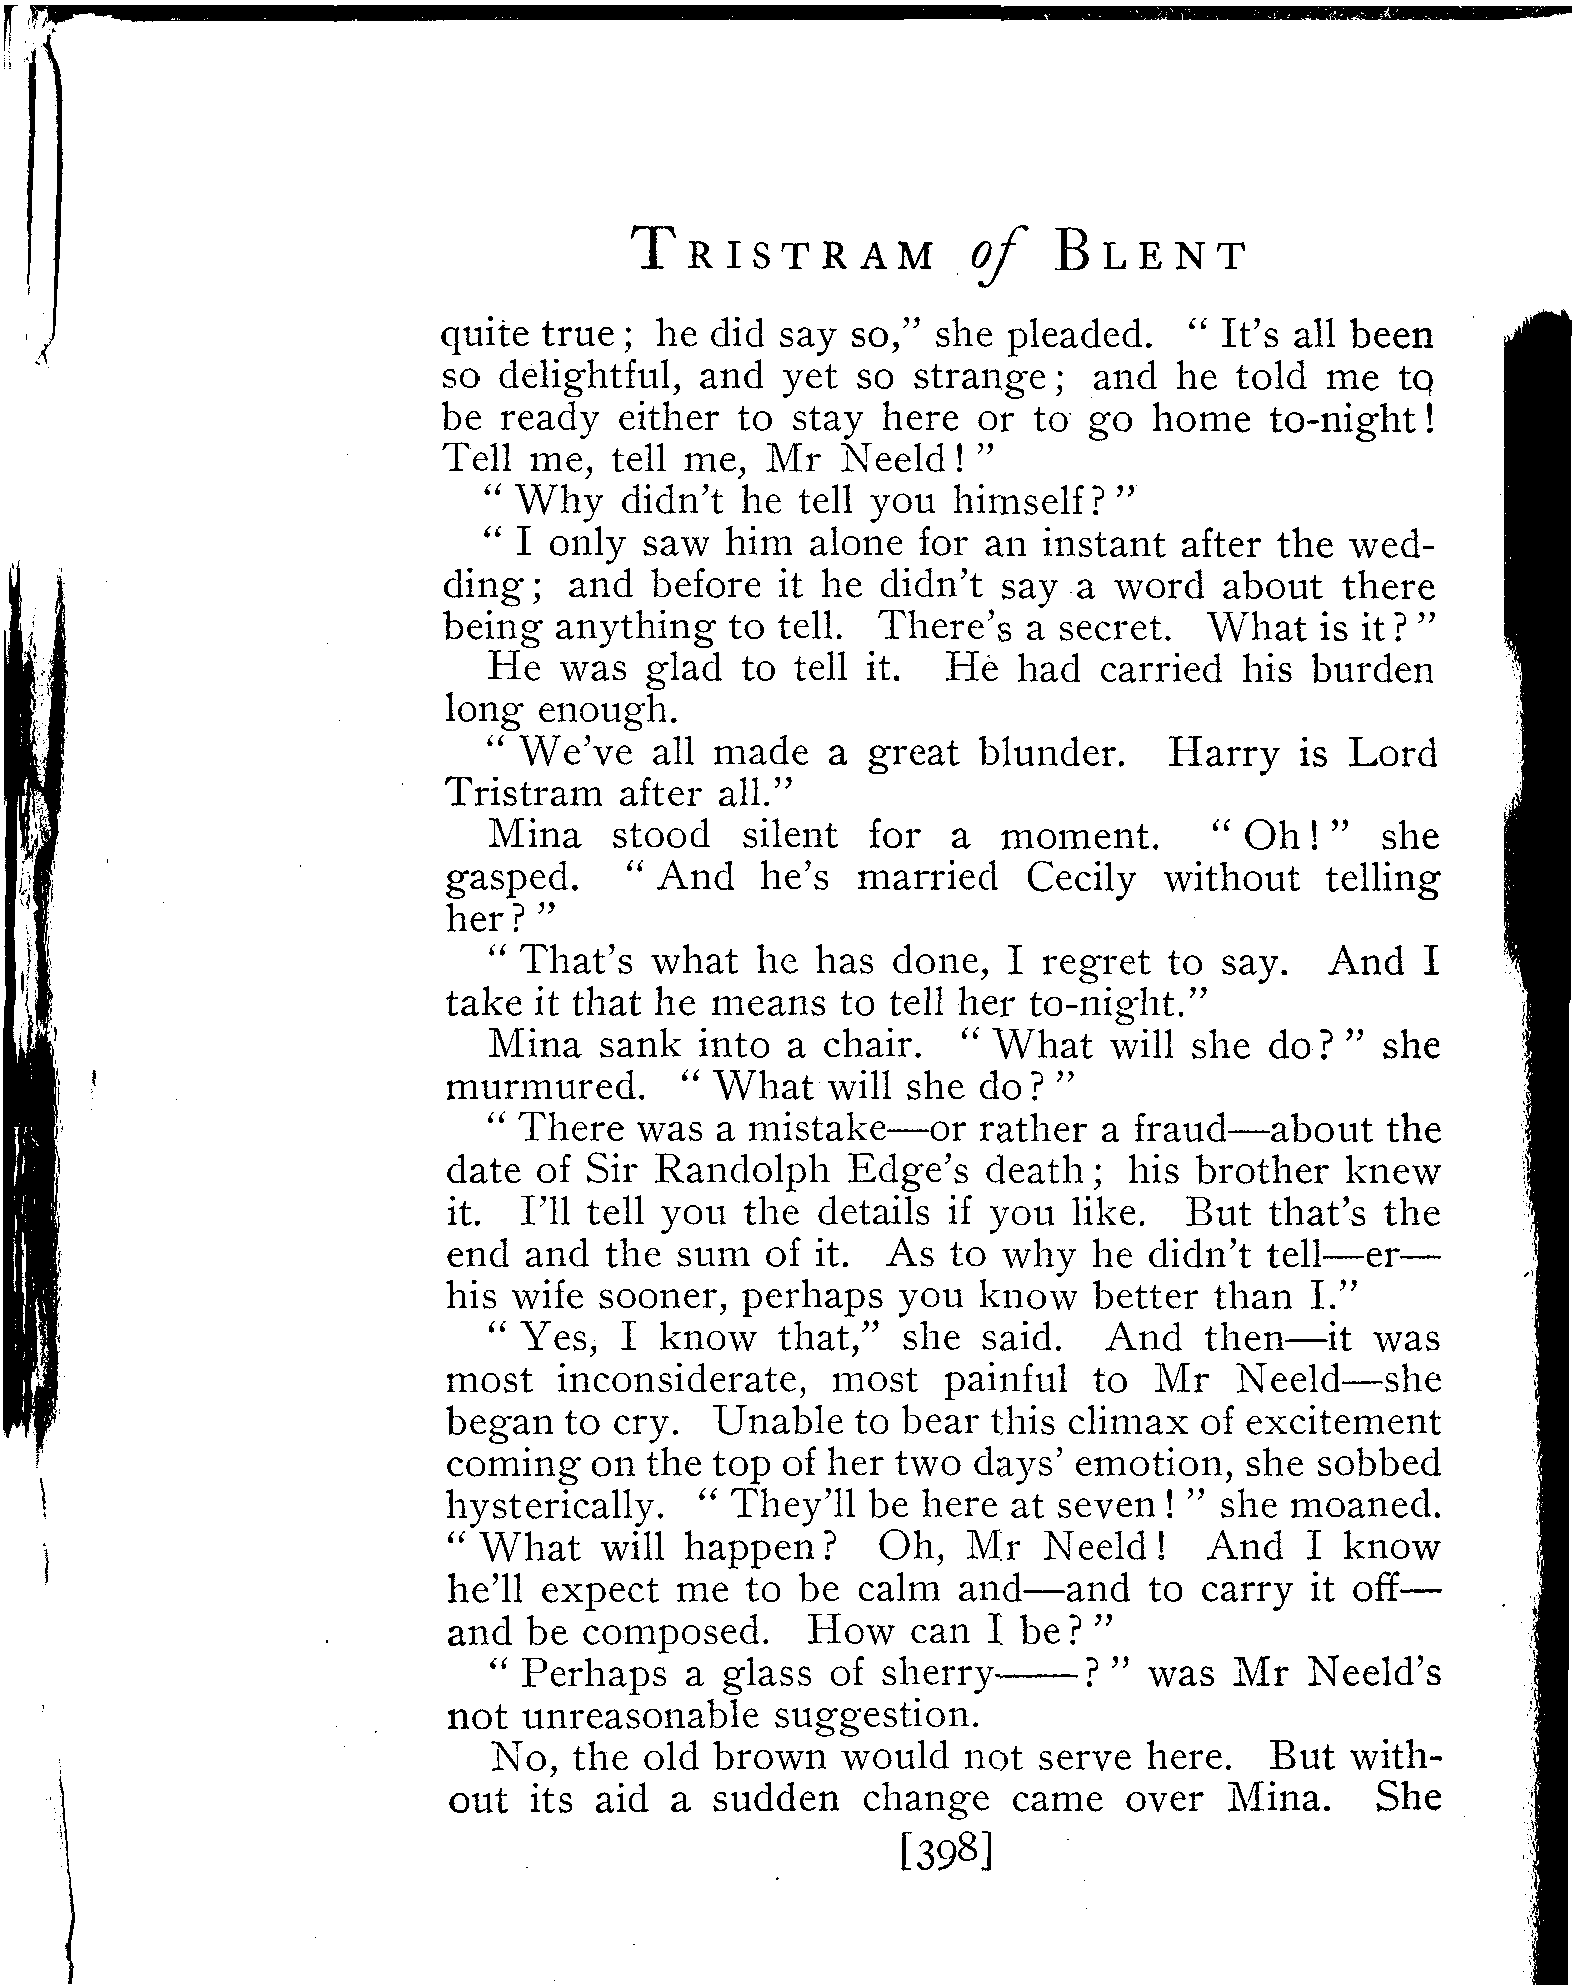 TRISTRAM of BLENT
quite true; he did say so," she pleaded. "It's all been
so delightful, and yet so strange; and he told me to
be ready either to stay here or to go home to-night!
Tell me, tell me, Mr Neeld!"
"Why didn't he tell you himself?"
"I only saw him alone for an instant after the wed-
ding; and before it he didn't say a word about there
being anything to tell. There's a secret. What is it?"
He was glad to tell it. He had carried his burden
long enough.
"We've all made a great blunder. Harry is Lord
Tristram after all."
Mina stood silent for a moment. "Oh!" she
gasped. "And he's married Cecily without telling
her?"
"That's what he has done, I regret to say. And I
take it that he means to tell her to-night."
Mina sank into a chair. "What will she do?" she
murmured. "What will she do?"
"There was a mistake—or rather a fraud—about the
date of Sir Randolph Edge's death; his brother knew
it. I'll tell you the details if you like. But that's the
end and the sum of it. As to why he didn't tell—er—
his wife sooner, perhaps you know better than I."
"Yes, I know that," she said. And then—it was
most inconsiderate, most painful to Mr Neeld—she
began to cry. Unable to bear this climax of excitement
coming on the top of her two days' emotion, she sobbed
hysterically. "They'll be here at seven!" she moaned.
"What will happen? Oh, Mr Neeld! And I know
he'll expect me to be calm and—and to carry it off—
and be composed. How can I be?"
"Perhaps a glass of sherry——?" was Mr Neeld's
not unreasonable suggestion.
No, the old brown would not serve here. But with-
out its aid a sudden change came over Mina. She
[398]